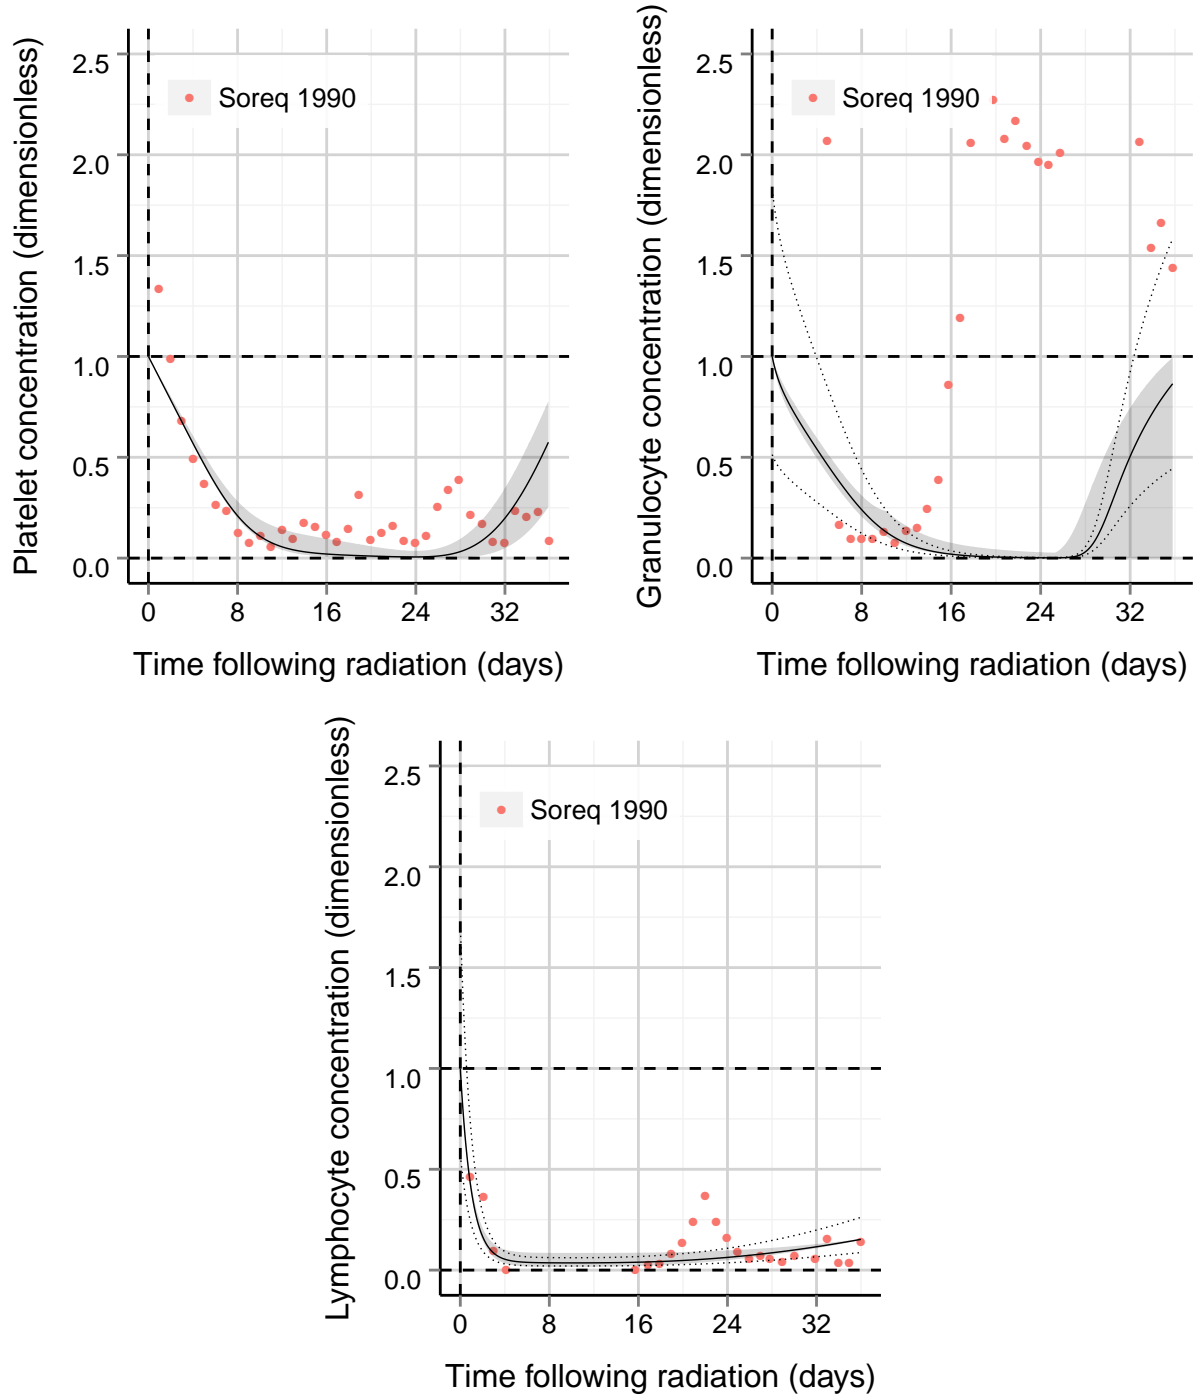 Platelet concentration (dimensionless)
2.5
2.0
1.5
1.0
0.5
0.0
Soreq 1990
0 8 16 24 32
Time following radiation (days)
Granulocyte concentration (dimensionless)
2.5
2.0
1.5
1.0
0.5
0.0
Soreq 1990
0 8 16 24 32
Time following radiation (days)
Lymphocyte concentration (dimensionless)
2.5
2.0
1.5
1.0
0.5
0.0
Soreq 1990
0 8 16 24 32
Time following radiation (days)